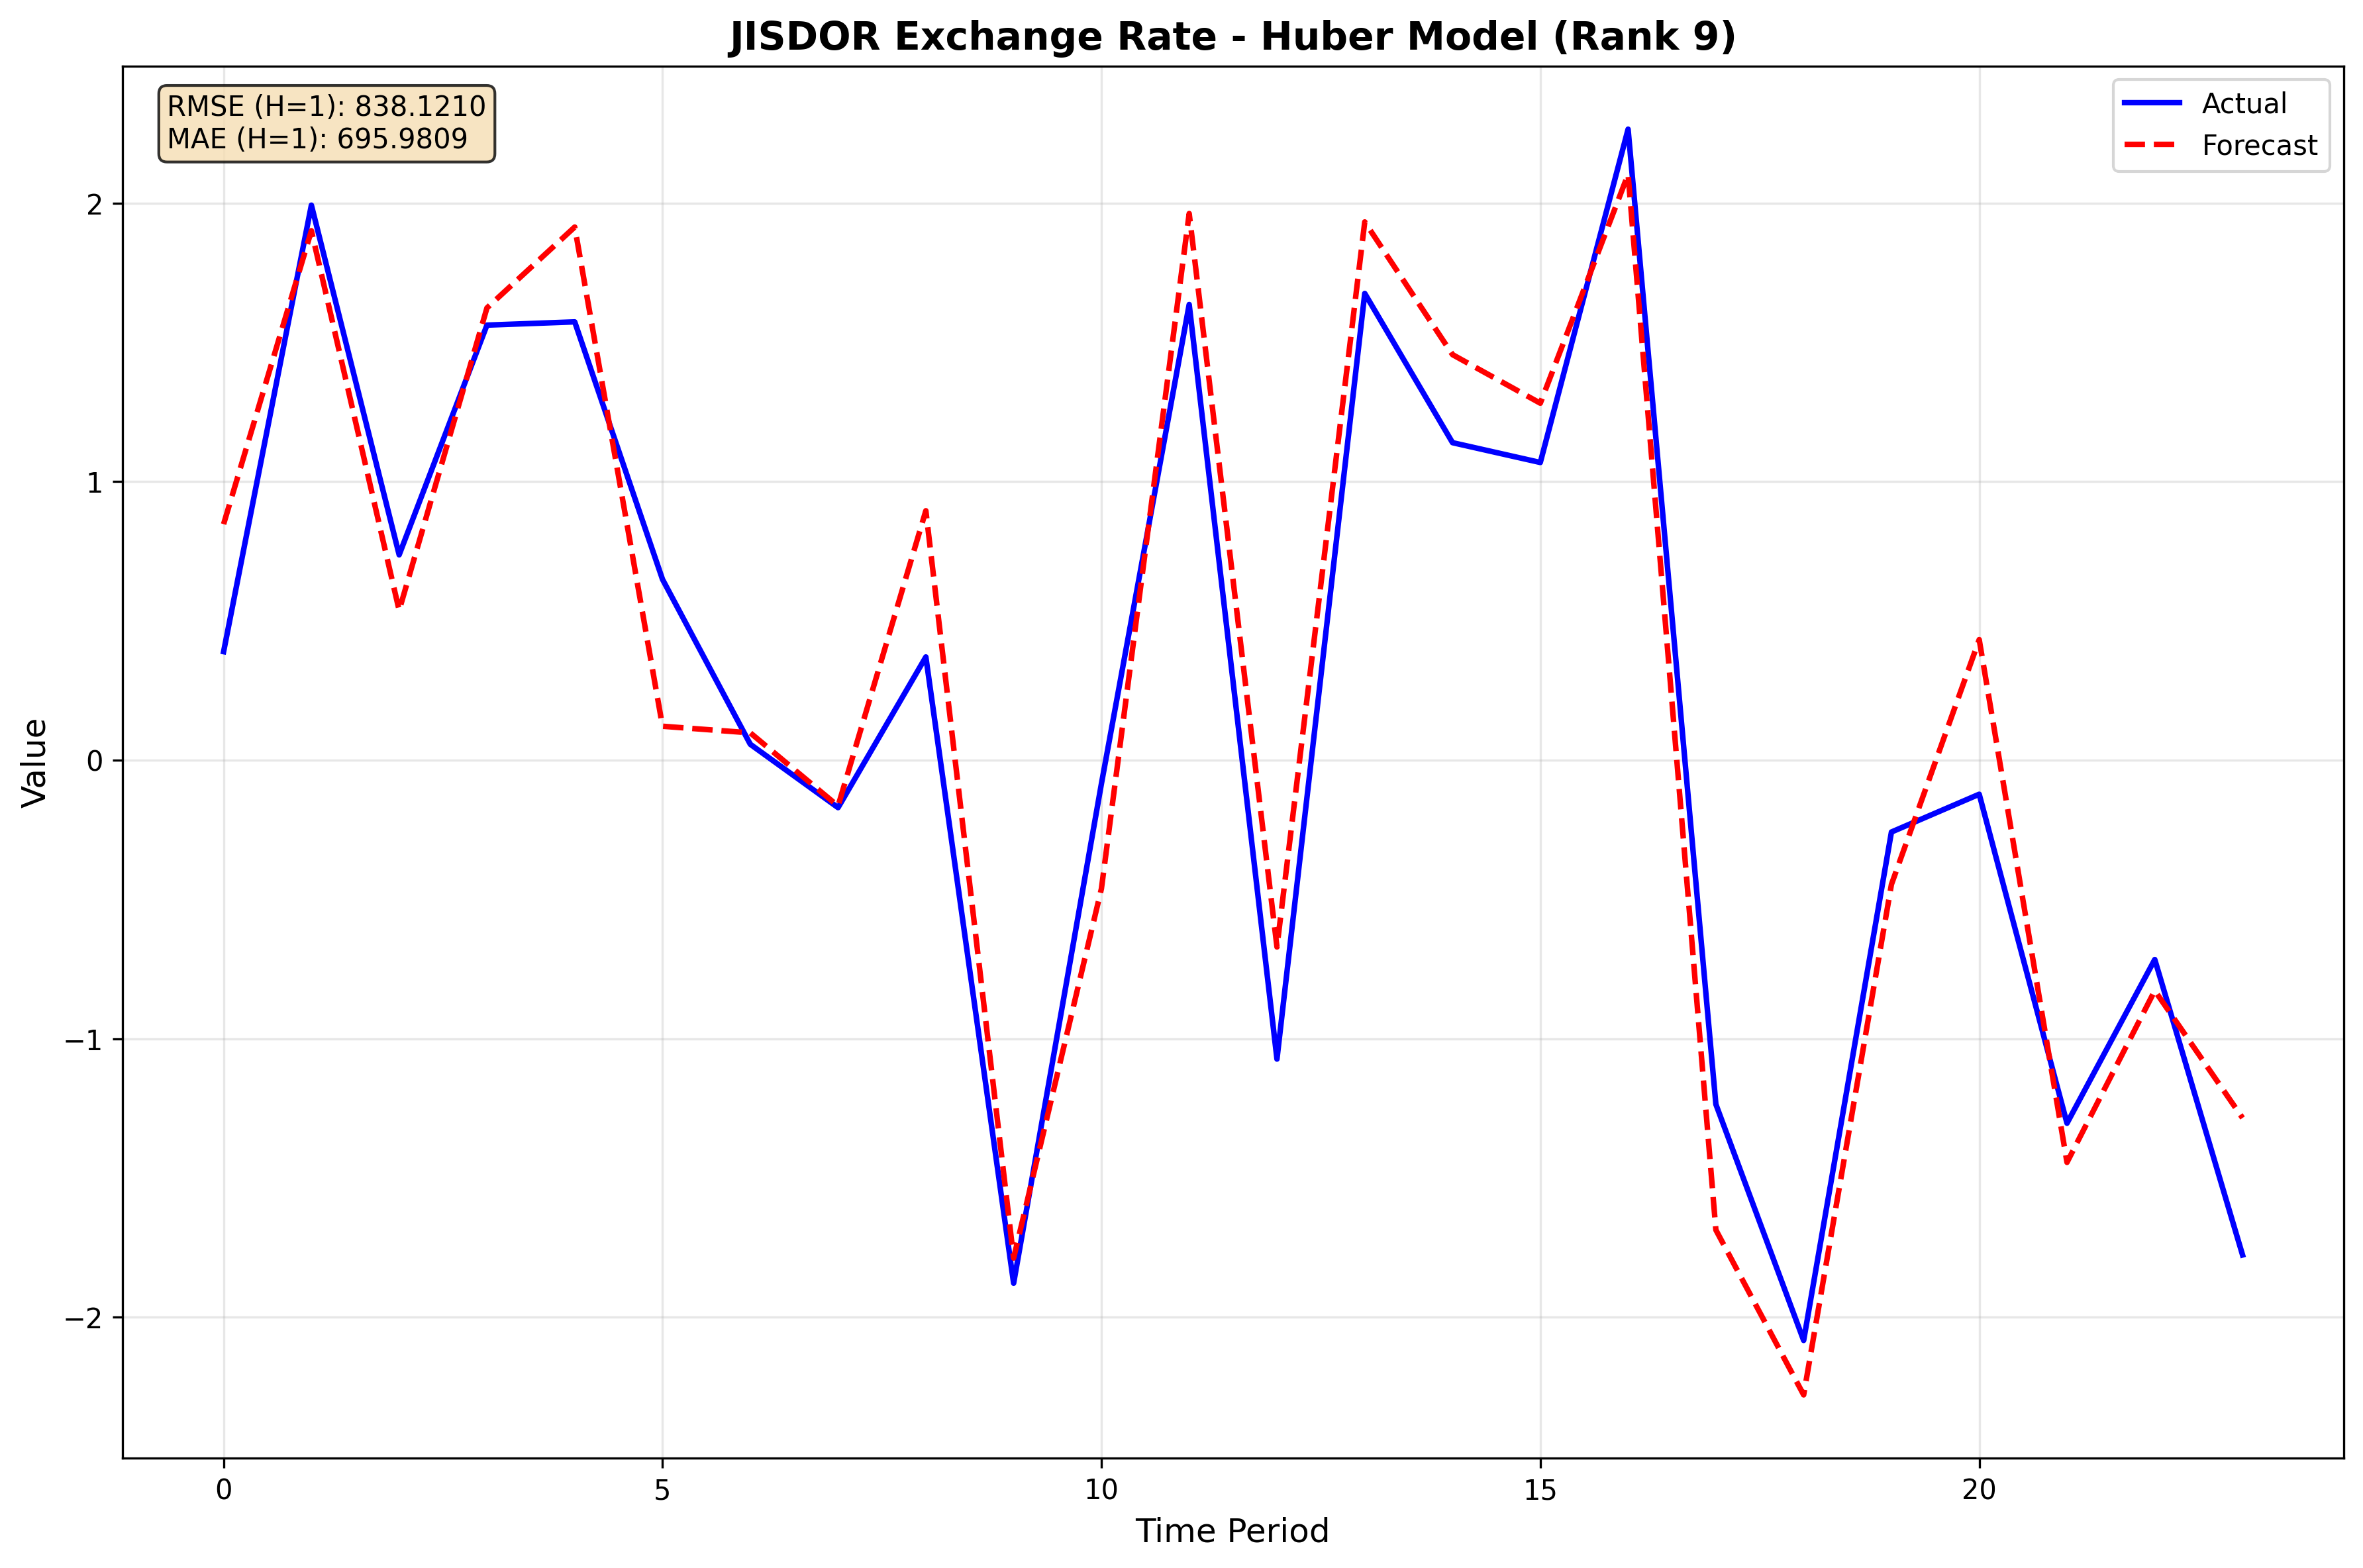 JISDOR Exchange Rate - Huber Model (Rank 9)
RMSE (H=1): 838.1210
MAE (H=1): 695.9809
Actual
Forecast
Value
2
1
0
−1
−2
0
5
10
15
20
Time Period